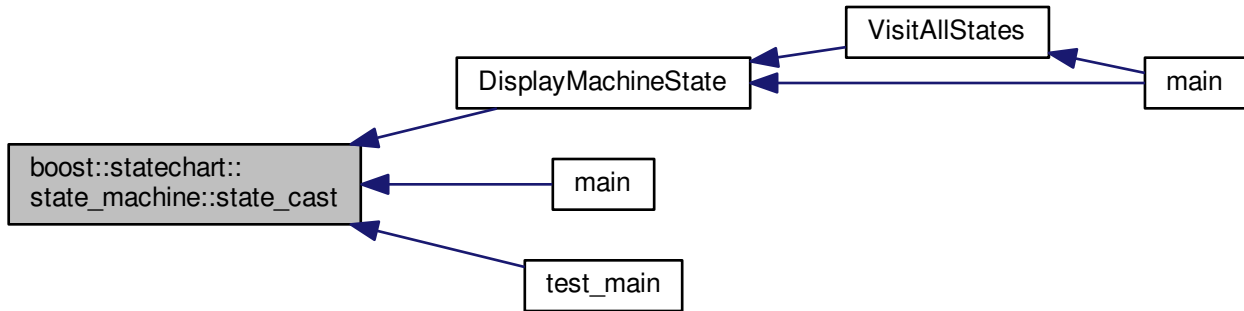 VisitAllStates
DisplayMachineState
main
boost::statechart::
state_machine::state_cast
main
test_main